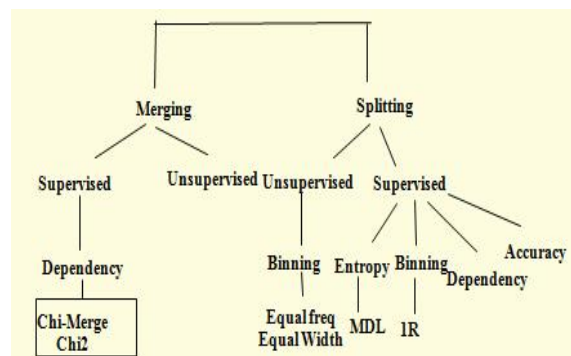 Merging
Splitting
Supervised
Unsupervised
Unsupervised
Supervised
Dependency
Binning
Entropy
Binning
Dependency
Accuracy
Chi-Merge
Chi2
Equal freq
Equal Width
MDL
1R